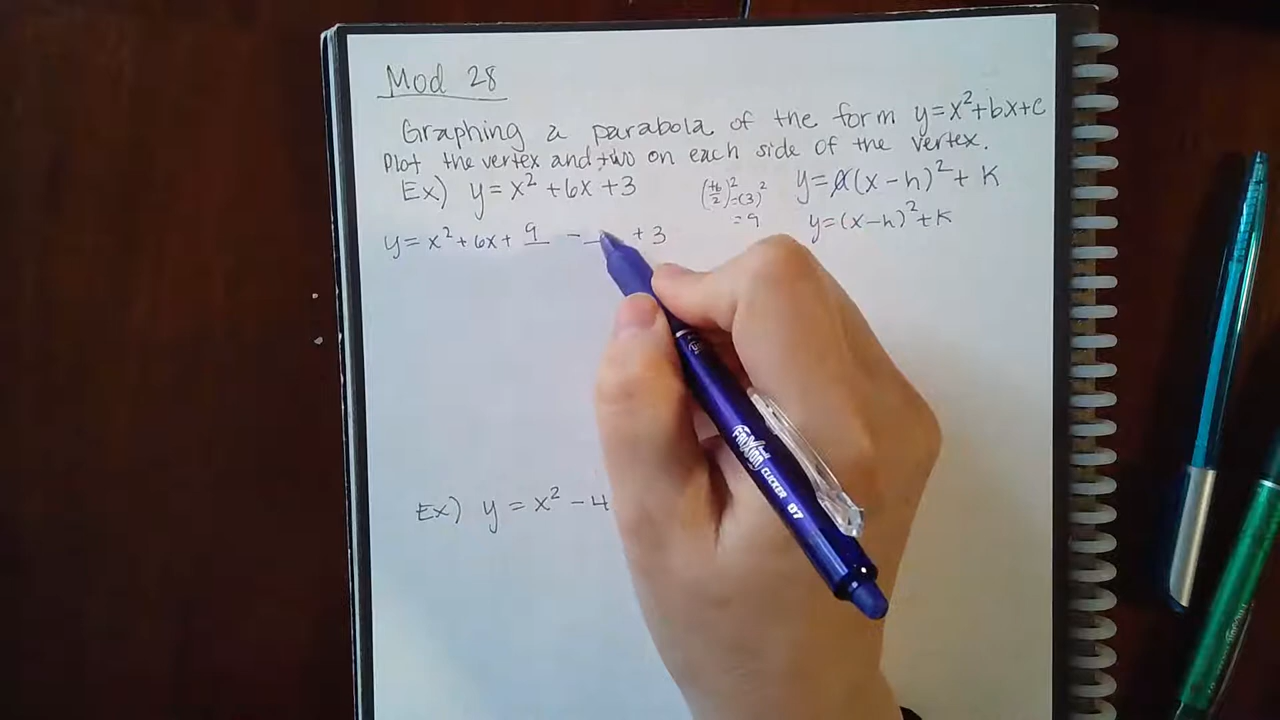 Mod 28
Graphing a parabola of the form y=x²+bx+c
Plot the vertex and two on each side of the vertex.
Ex) y=x²+6x+3
(+6/2)²=(3)²
=9
y=a(x-h)²+k
y=(x-h)²+k
y=x²+6x+ 9 - __ +3
Ex) y=x²-4
FRIXION ball CLICKER 07